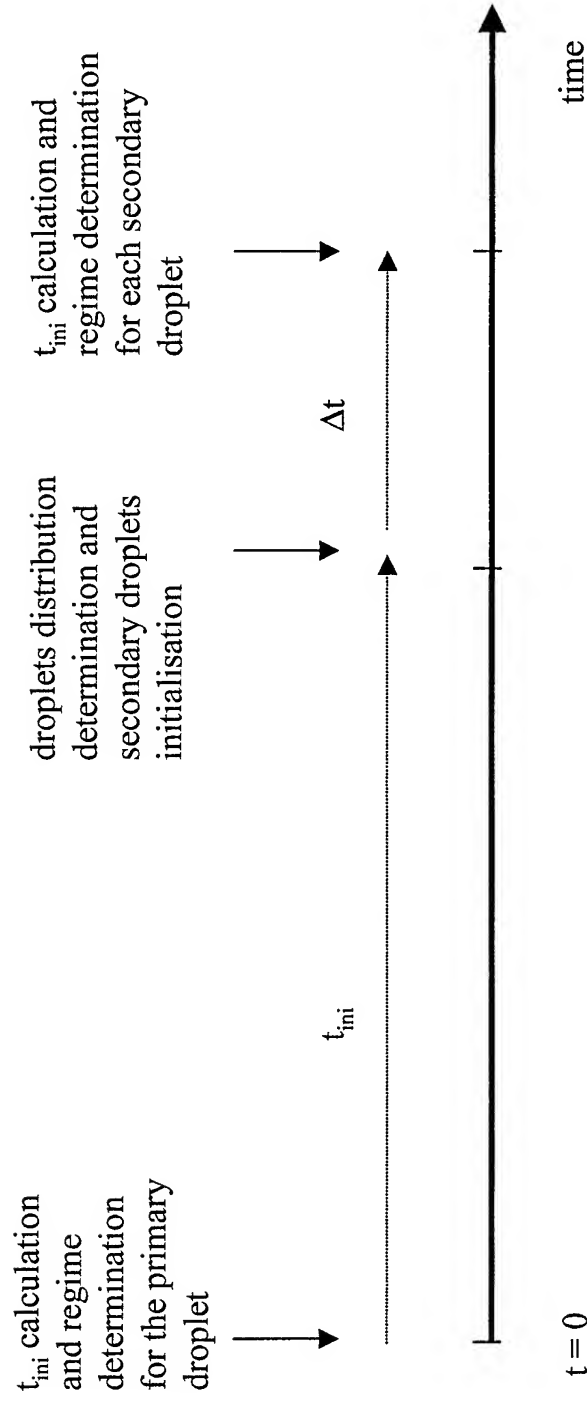 t_ini calculation
and regime
determination
for the primary
droplet
droplets distribution
determination and
secondary droplets
initialisation
t_ini calculation and
regime determination
for each secondary
droplet
t_ini
Δt
t = 0
time